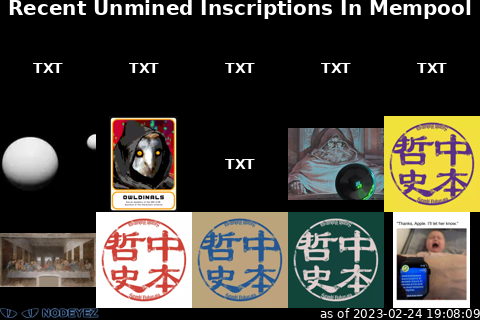 Recent Unmined Inscriptions In Mempool
TXT
TXT
TXT
TXT
TXT
OWLDINALS
TXT
哲中
史本
哲中
史本
哲中
史本
哲中
史本
"Thanks, Apple. I'll let her know."
NODEYEZ
as of 2023-02-24 19:08:09